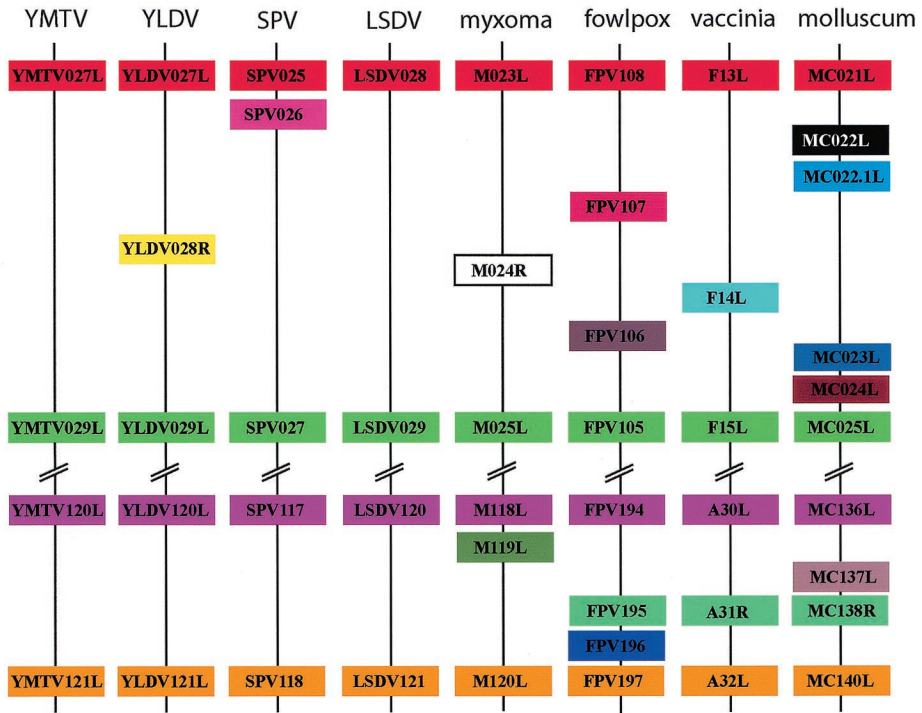 YMTV YLDV SPV LSDV myxoma fowlpox vaccinia molluscum
YMTV027L YLDV027L SPV025 LSDV028 M023L FPV108 F13L MC021L
SPV026
MC022L
MC022.1L
FPV107
YLDV028R
M024R
F14L
FPV106
MC023L
MC024L
YMTV029L YLDV029L SPV027 LSDV029 M025L FPV105 F15L MC025L
YMTV120L YLDV120L SPV117 LSDV120 M118L FPV194 A30L MC136L
M119L
MC137L
FPV195 A31R MC138R
FPV196
YMTV121L YLDV121L SPV118 LSDV121 M120L FPV197 A32L MC140L